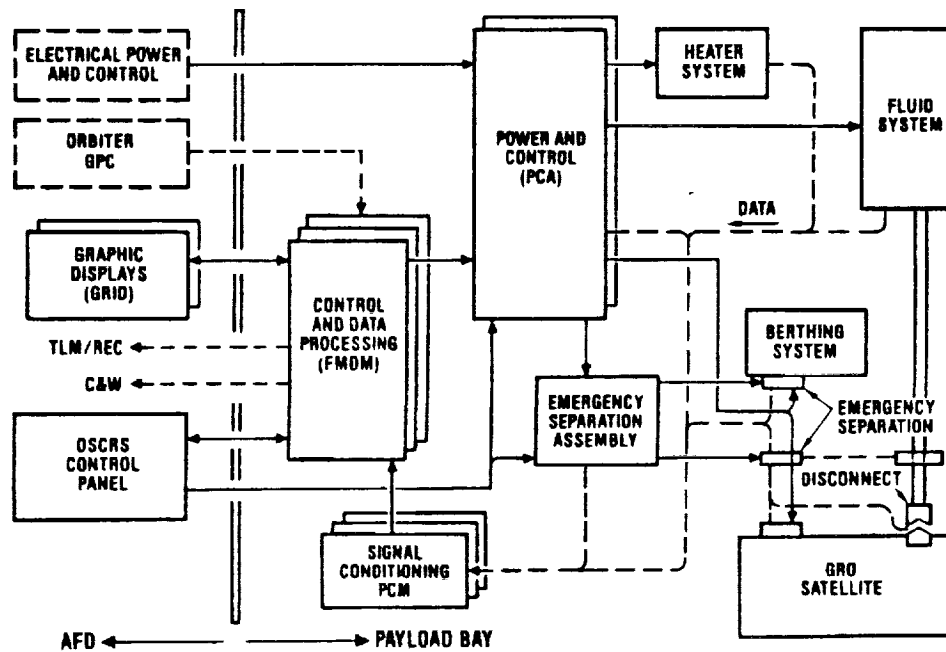 ELECTRICAL POWER
AND CONTROL
ORBITER
GPC
GRAPHIC
DISPLAYS
(GRID)
TLM/REC
C&W
OSCRS
CONTROL
PANEL
CONTROL
AND DATA
PROCESSING
(FMDM)
SIGNAL
CONDITIONING
PCM
POWER AND
CONTROL
(PCA)
HEATER
SYSTEM
FLUID
SYSTEM
DATA
BERTHING
SYSTEM
EMERGENCY
SEPARATION
ASSEMBLY
EMERGENCY
SEPARATION
DISCONNECT
GRO
SATELLITE
AFD
PAYLOAD BAY